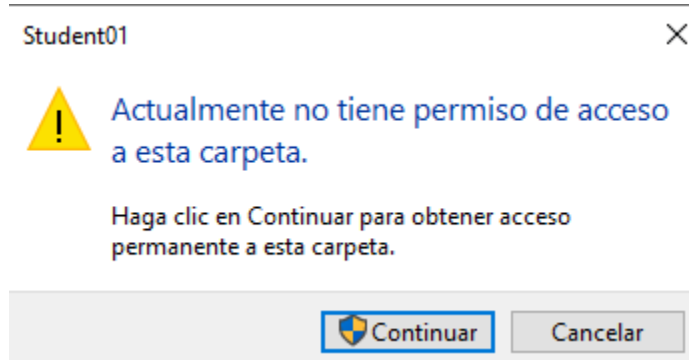 Student01
Actualmente no tiene permiso de acceso
a esta carpeta.
Haga clic en Continuar para obtener acceso
permanente a esta carpeta.
Continuar
Cancelar